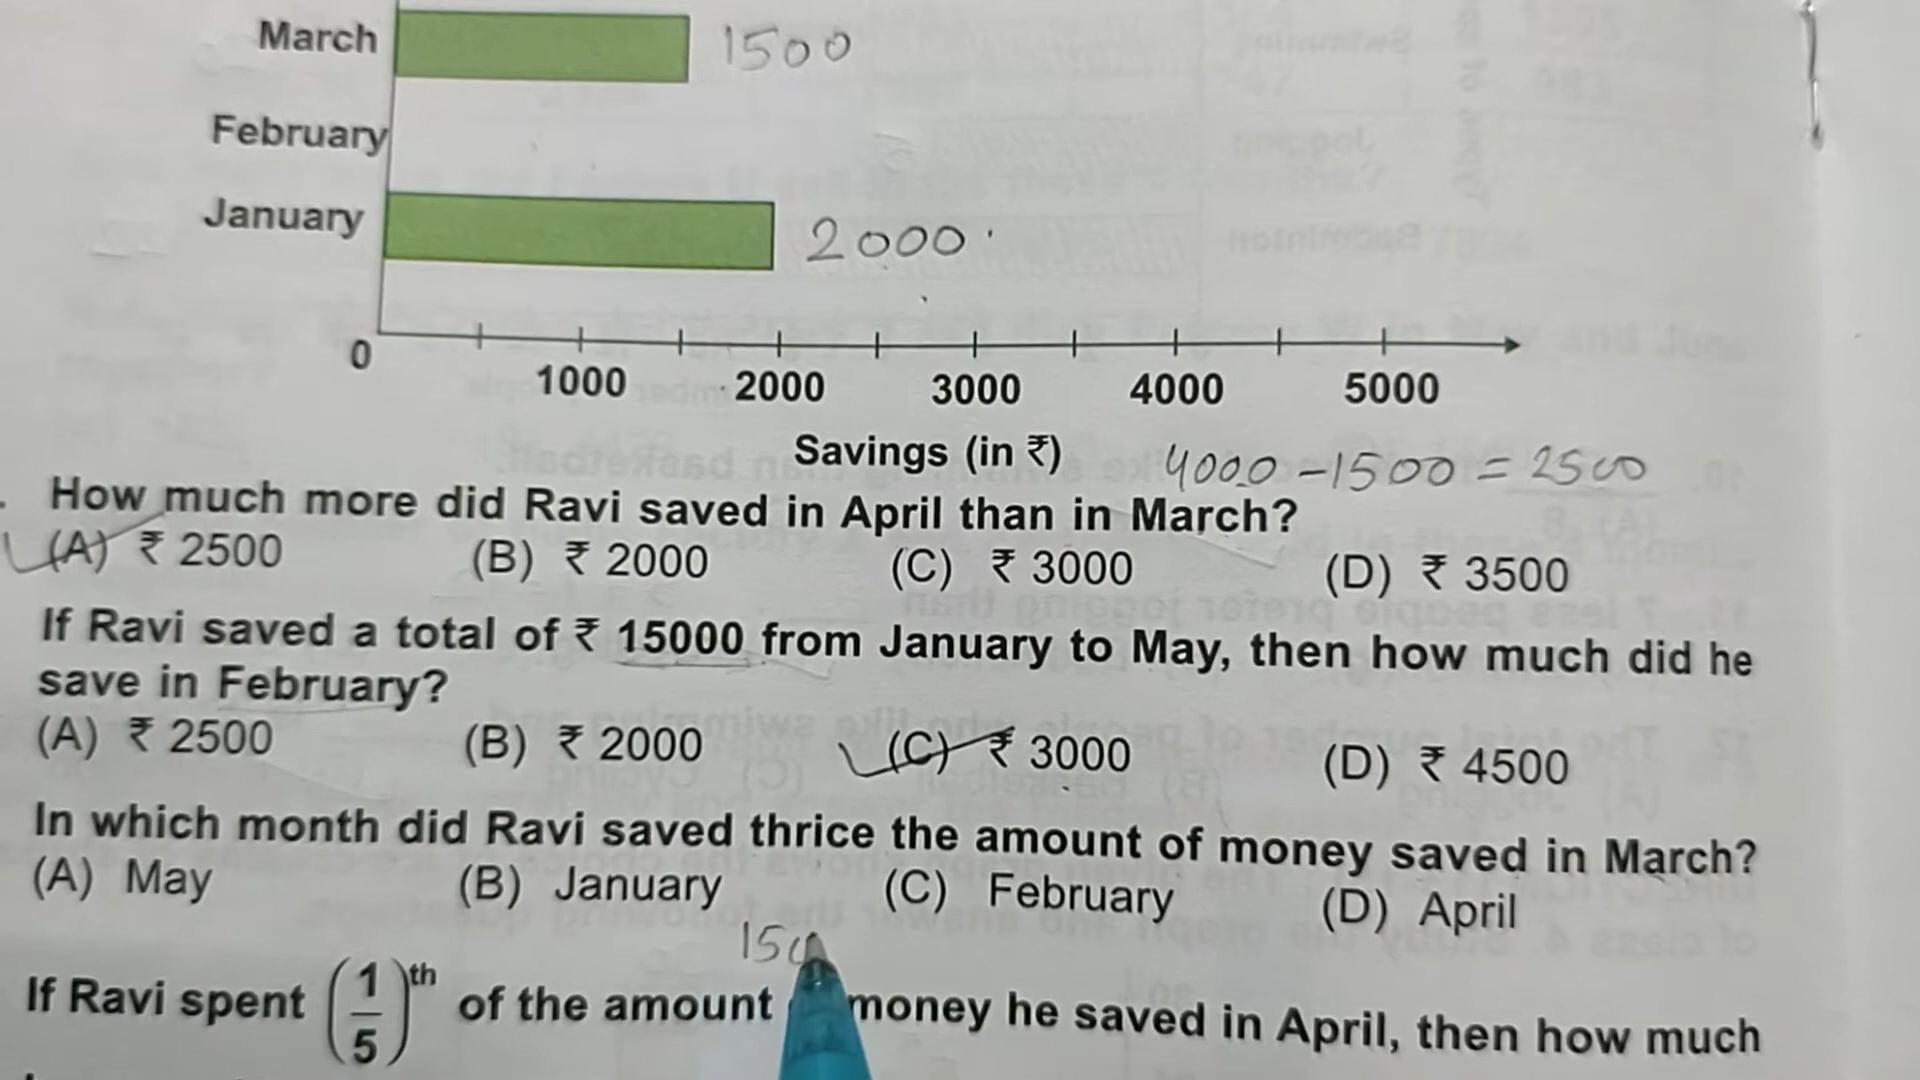 March 1500
February
January 2000
0 1000 2000 3000 4000 5000
Savings (in ₹) 4000 - 1500 = 2500
How much more did Ravi saved in April than in March?
(A) ₹ 2500 (B) ₹ 2000 (C) ₹ 3000 (D) ₹ 3500
If Ravi saved a total of ₹ 15000 from January to May, then how much did he
save in February?
(A) ₹ 2500 (B) ₹ 2000 (C) ₹ 3000 (D) ₹ 4500
In which month did Ravi saved thrice the amount of money saved in March?
(A) May (B) January (C) February (D) April
150
If Ravi spent (1/5)th of the amount money he saved in April, then how much